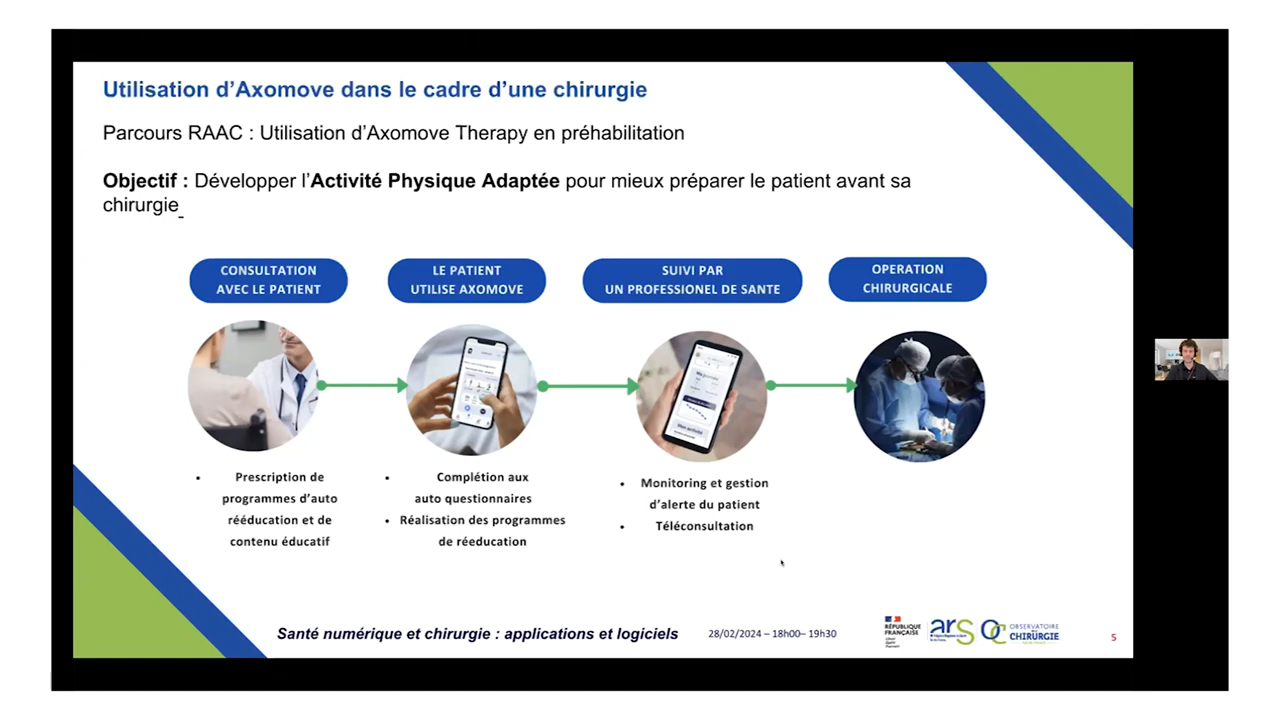 Utilisation d’Axomove dans le cadre d’une chirurgie
Parcours RAAC : Utilisation d’Axomove Therapy en préhabilitation
Objectif : Développer l’Activité Physique Adaptée pour mieux préparer le patient avant sa
chirurgie
CONSULTATION
AVEC LE PATIENT
LE PATIENT
UTILISE AXOMOVE
SUIVI PAR
UN PROFESSIONEL DE SANTE
OPERATION
CHIRURGICALE
• Prescription de
programmes d’auto
rééducation et de
contenu éducatif
• Complétion aux
auto questionnaires
• Réalisation des programmes
de réeducation
• Monitoring et gestion
d’alerte du patient
• Téléconsultation
Santé numérique et chirurgie : applications et logiciels
28/02/2024 – 18h00– 19h30
RÉPUBLIQUE
FRANÇAISE
ars
OC
OBSERVATOIRE
CHIRURGIE
5